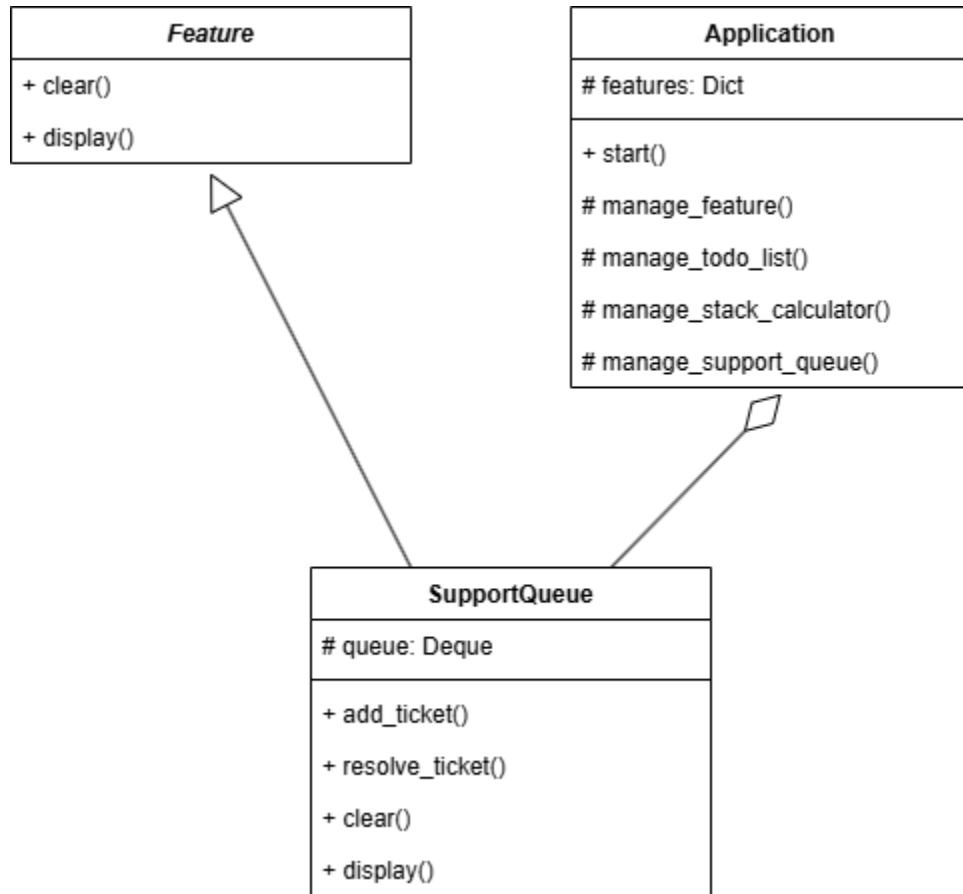 Feature
+ clear()
+ display()
Application
# features: Dict
+ start()
# manage_feature()
# manage_todo_list()
# manage_stack_calculator()
# manage_support_queue()
SupportQueue
# queue: Deque
+ add_ticket()
+ resolve_ticket()
+ clear()
+ display()